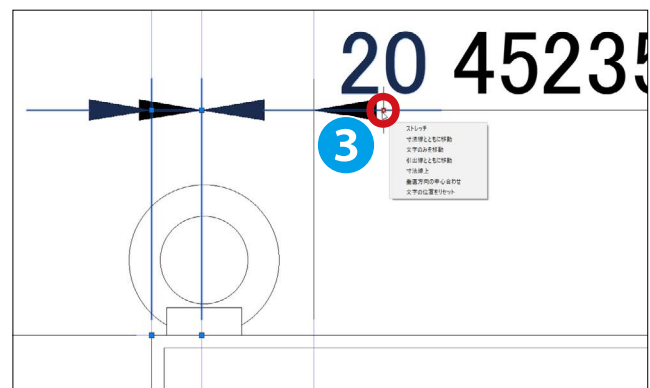 20 45235
3
ストレッチ
寸法線とともに移動
文字のみを移動
引出線とともに移動
寸法線上
垂直方向の中心合わせ
文字の位置をリセット